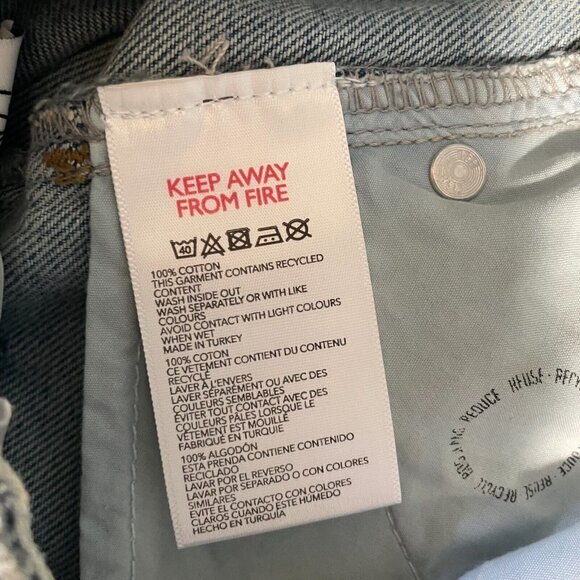 KEEP AWAY
FROM FIRE
40
100% COTTON
THIS GARMENT CONTAINS RECYCLED
CONTENT
WASH INSIDE OUT
WASH SEPARATELY OR WITH LIKE
COLOURS
AVOID CONTACT WITH LIGHT COLOURS
WHEN WET
MADE IN TURKEY
100% COTON
CE VETEMENT CONTIENT DU CONTENU
RECYCLÉ
LAVER À L'ENVERS
LAVER SÉPARÉMENT OU AVEC DES
COULEURS SEMBLABLES
ÉVITER TOUT CONTACT AVEC DES
COULEURS PÂLES LORSQUE LE
VÊTEMENT EST MOUILLÉ
FABRIQUÉ EN TURQUIE
100% ALGODÓN
ESTA PRENDA CONTIENE CONTENIDO
RECICLADO
LAVAR POR EL REVERSO
LAVAR POR SEPARADO O CON COLORES
SIMILARES
EVITE EL CONTACTO CON COLORES
CLAROS CUANDO ESTÉ HÚMEDO
HECHO EN TURQUÍA
REDUCE REUSE · RECY
REUSE RECYCLE